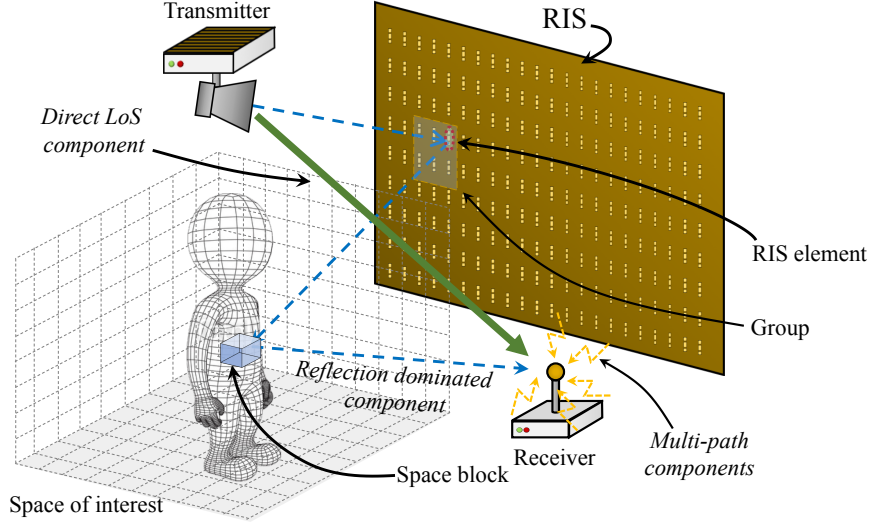 Transmitter
RIS
Direct LoS
component
RIS element
Group
Reflection dominated
component
Multi-path
components
Receiver
Space block
Space of interest